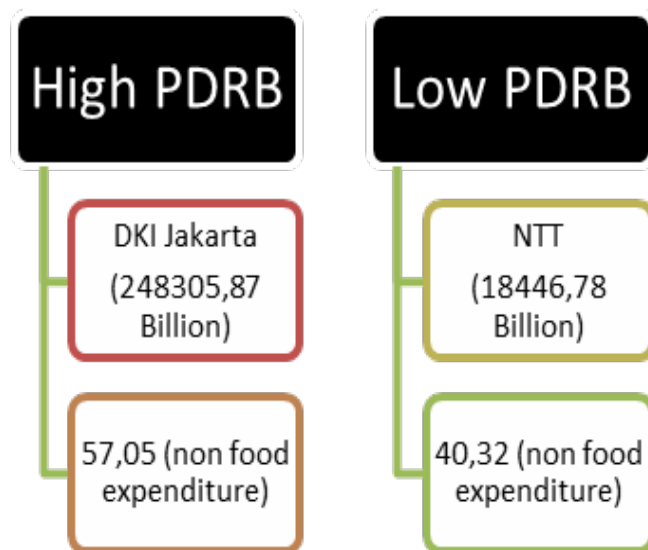 High PDRB
DKI Jakarta
(248305,87
Billion)
57,05 (non food
expenditure)
Low PDRB
NTT
(18446,78
Billion)
40,32 (non food
expenditure)